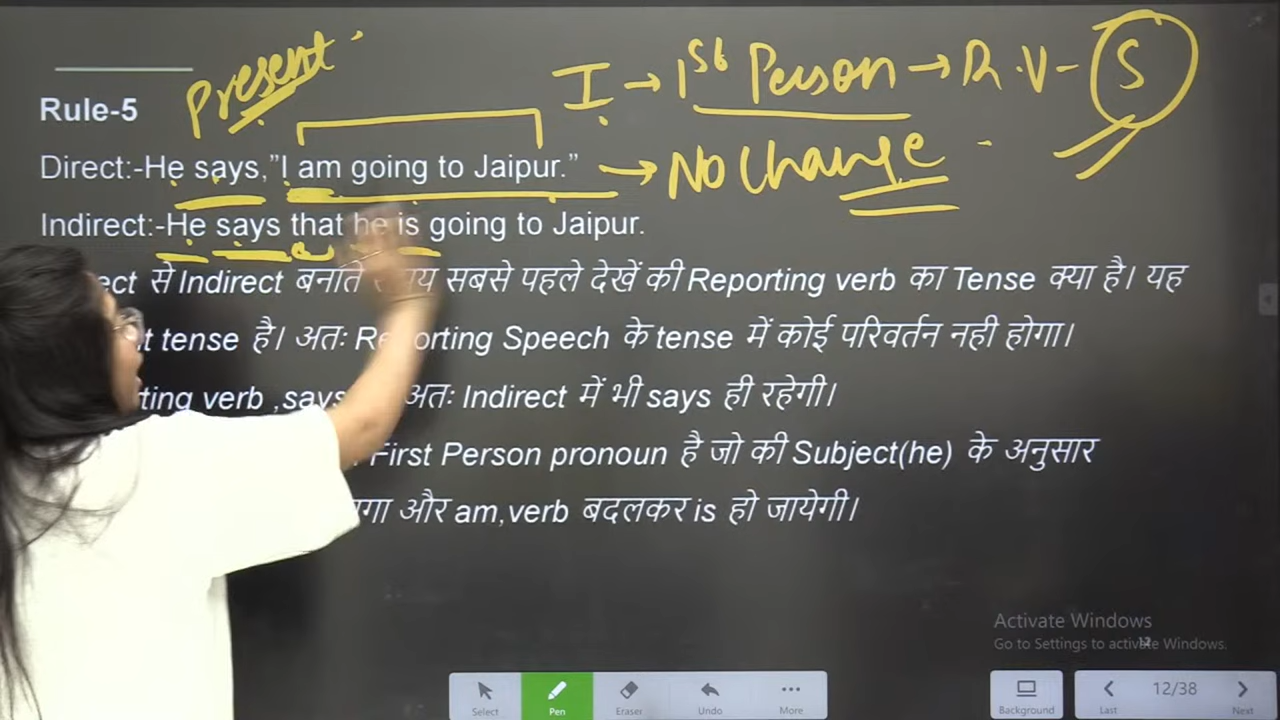 Present
I → 1st Person → R.V - S
Rule-5
Direct:-He says,"I am going to Jaipur." → No Change
Indirect:-He says that he is going to Jaipur.
ect से Indirect बनाते समय सबसे पहले देखें की Reporting verb का Tense क्या है। यह
t tense है। अतः Reporting Speech के tense में कोई परिवर्तन नही होगा।
ting verb ,says अतः Indirect में भी says ही रहेगी।
First Person pronoun है जो की Subject(he) के अनुसार
और am,verb बदलकर is हो जायेगी।
Activate Windows
Go to Settings to activate Windows.
12
Select
Pen
Eraser
Undo
More
Background
Last
12/38
Next